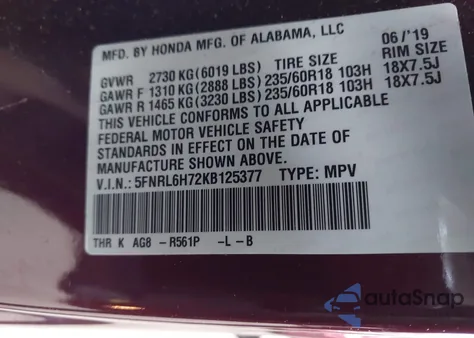 MFD. BY HONDA MFG. OF ALABAMA, LLC 06/'19
GVWR 2730 KG(6019 LBS) TIRE SIZE RIM SIZE
GAWR F 1310 KG(2888 LBS)235/60R18 103H 18X7.5J
GAWR R 1465 KG(3230 LBS)235/60R18 103H 18X7.5J
THIS VEHICLE CONFORMS TO ALL APPLICABLE
FEDERAL MOTOR VEHICLE SAFETY
STANDARDS IN EFFECT ON THE DATE OF
MANUFACTURE SHOWN ABOVE.
V.I.N.: 5FNRL6H72KB125377 TYPE: MPV
THR K AG8 - R561P -L-B
autoSnap